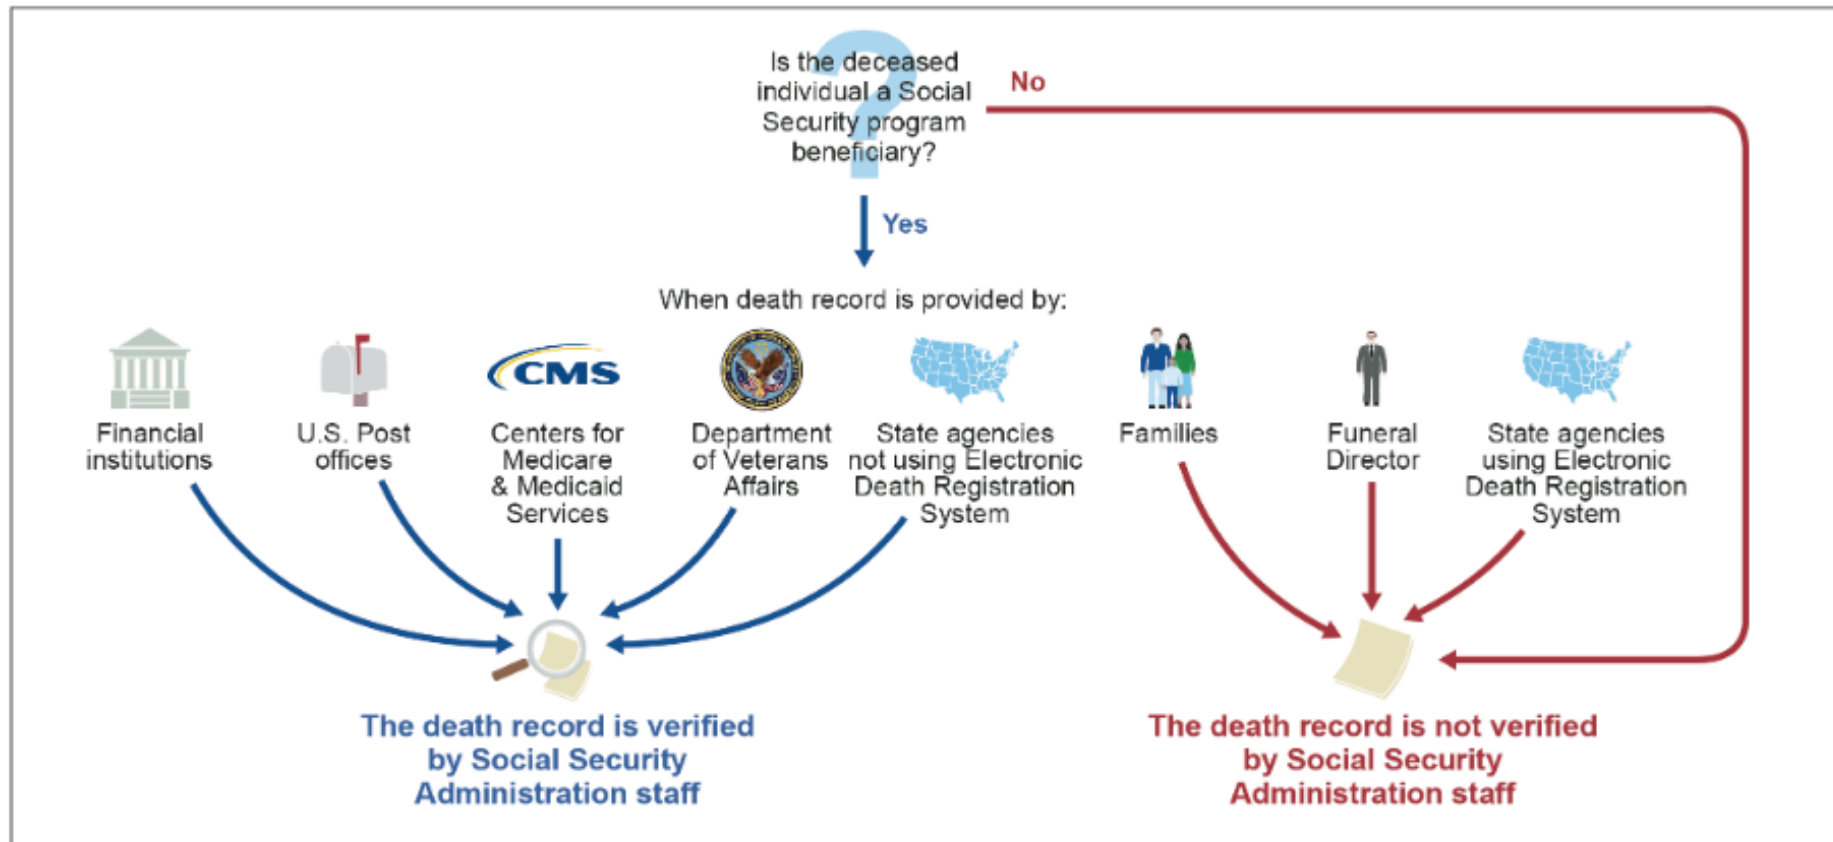 Is the deceased
individual a Social
Security program
beneficiary?
No
Yes
When death record is provided by:
CMS
Financial
institutions
U.S. Post
offices
Centers for
Medicare
& Medicaid
Services
Department
of Veterans
Affairs
State agencies
not using Electronic
Death Registration
System
Families
Funeral
Director
State agencies
using Electronic
Death Registration
System
The death record is verified
by Social Security
Administration staff
The death record is not verified
by Social Security
Administration staff